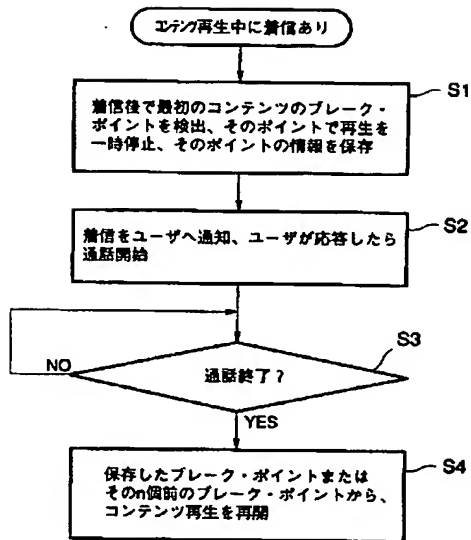 コンテンツ再生中に着信あり
S1
着信後で最初のコンテンツのブレーク・
ポイントを検出、そのポイントで再生を
一時停止、そのポイントの情報を保存
S2
着信をユーザへ通知、ユーザが応答したら
通話開始
S3
通話終了?
NO
YES
S4
保存したブレーク・ポイントまたは
そのn個前のブレーク・ポイントから、
コンテンツ再生を再開